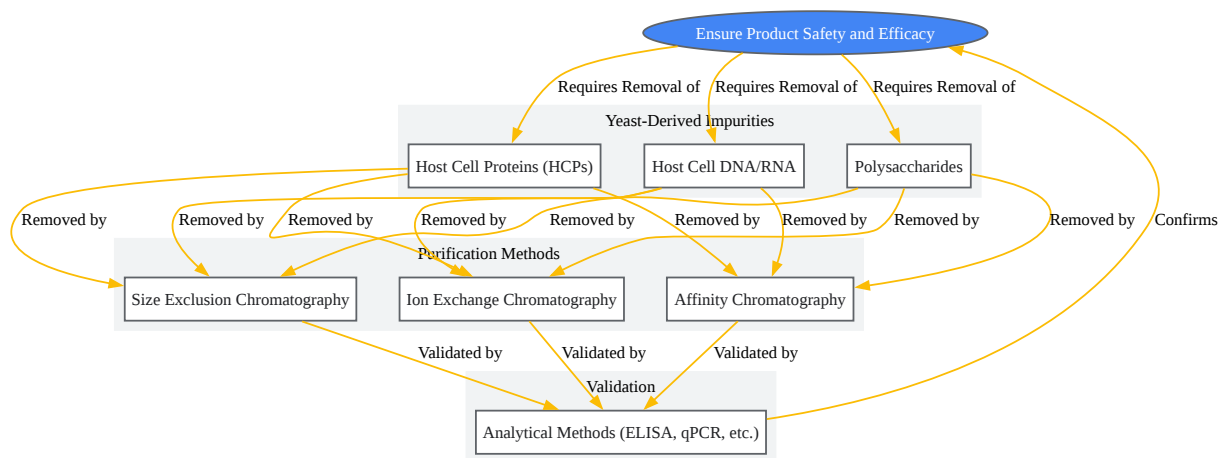 Ensure Product Safety and Efficacy
Requires Removal of
Requires Removal of
Requires Removal of
Yeast-Derived Impurities
Host Cell Proteins (HCPs)
Host Cell DNA/RNA
Polysaccharides
Removed by
Removed by
Removed by
Removed by
Removed by
Removed by
Removed by
Removed by
Removed by
Confirms
Purification Methods
Size Exclusion Chromatography
Ion Exchange Chromatography
Affinity Chromatography
Validated by
Validated by
Validated by
Validation
Analytical Methods (ELISA, qPCR, etc.)